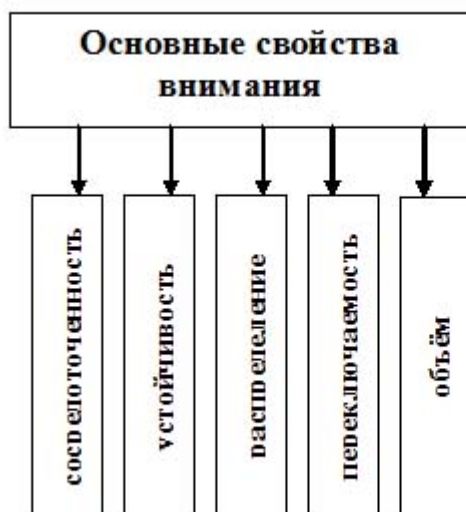 Основные свойства
внимания
сосредоточенность
устойчивость
распределение
переключаемость
объём